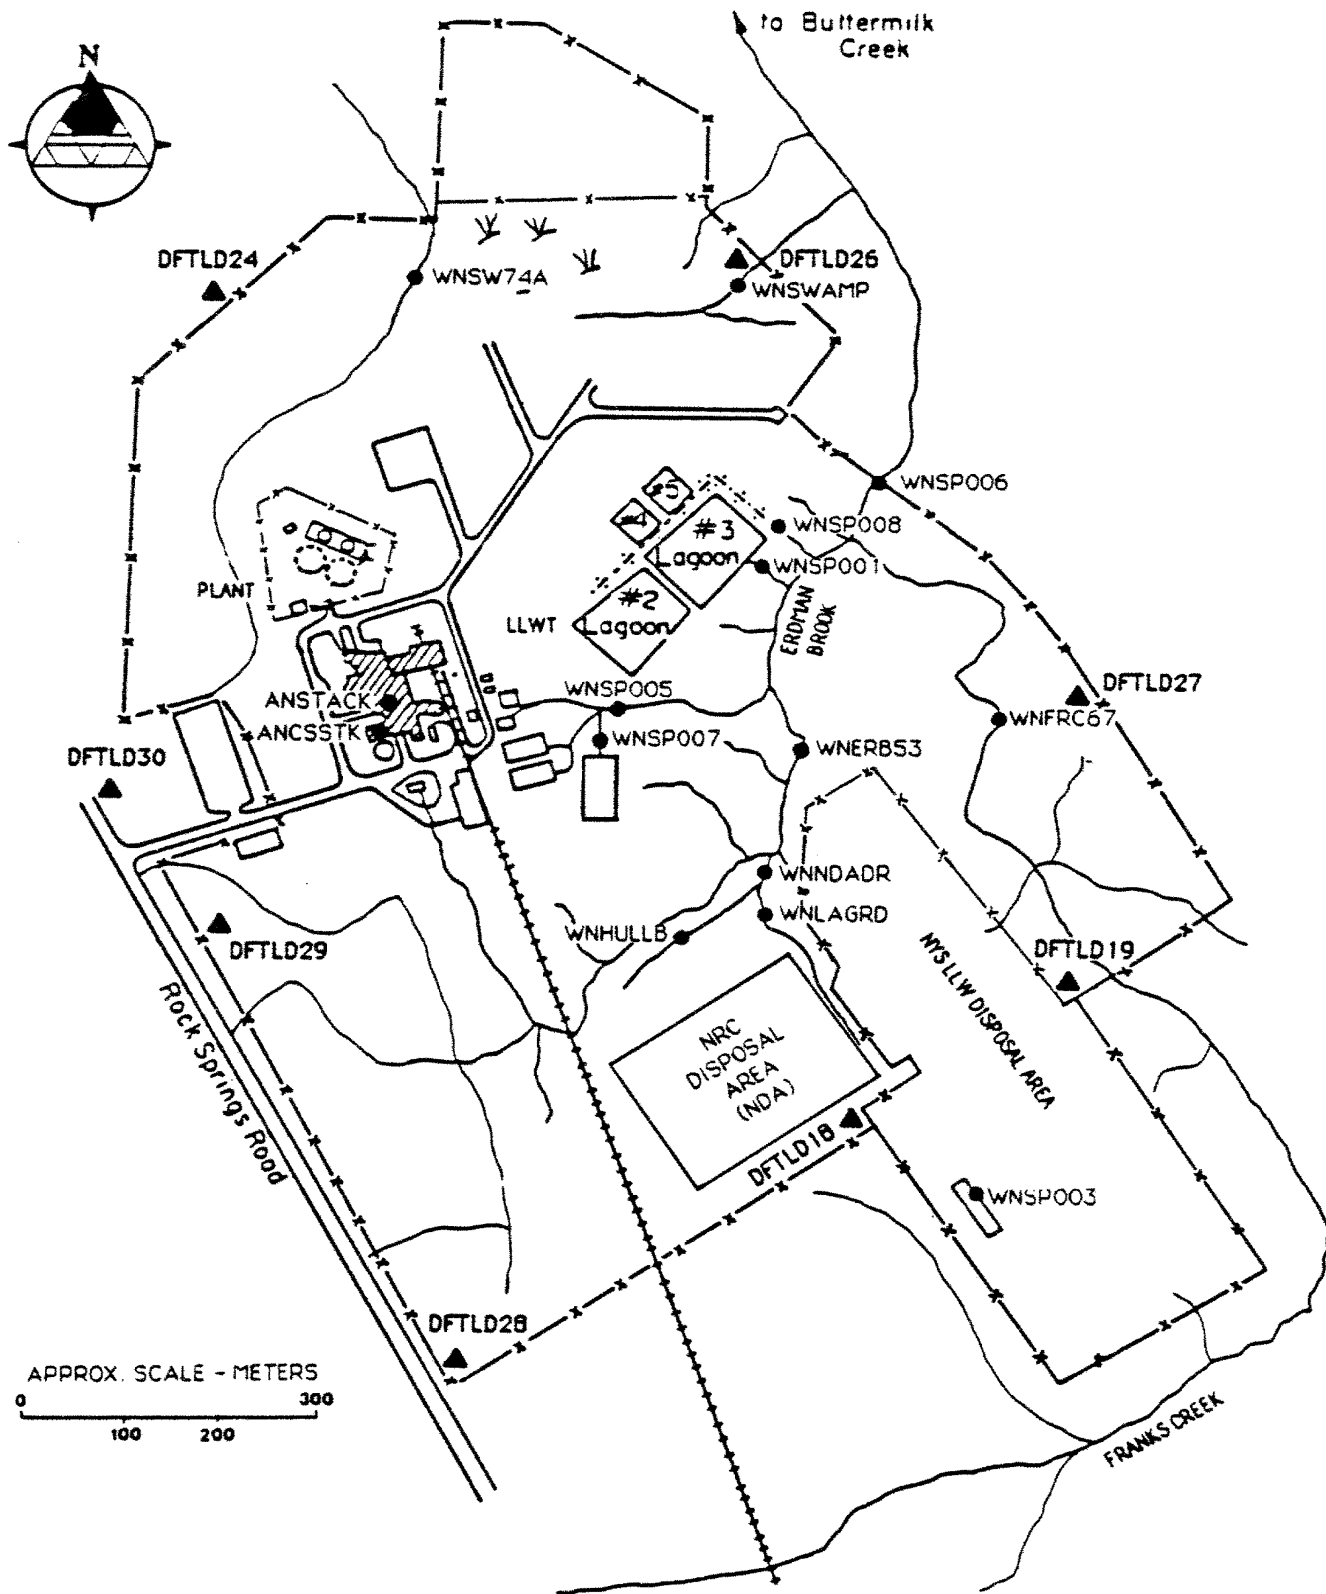 to Buttermilk
Creek
N
DFTLD24
WNSW74A
DFTLD26
WNSWAMP
WNSP006
#5
#4
#3
Lagoon
WNSP008
WNSP001
PLANT
#2
Lagoon
LLWT
ERDMAN
BROOK
WNSP005
ANSTACK
ANCSSTK
WNSP007
WNERB53
WNFRC67
DFTLD27
DFTLD30
WNNDADR
WNLAGRD
WNHULLB
DFTLD29
DFTLD19
NYS LLW DISPOSAL AREA
Rock Springs Road
NRC
DISPOSAL
AREA
(NDA)
DFTLD18
WNSP003
DFTLD28
APPROX. SCALE - METERS
0 300
100 200
FRANKS CREEK